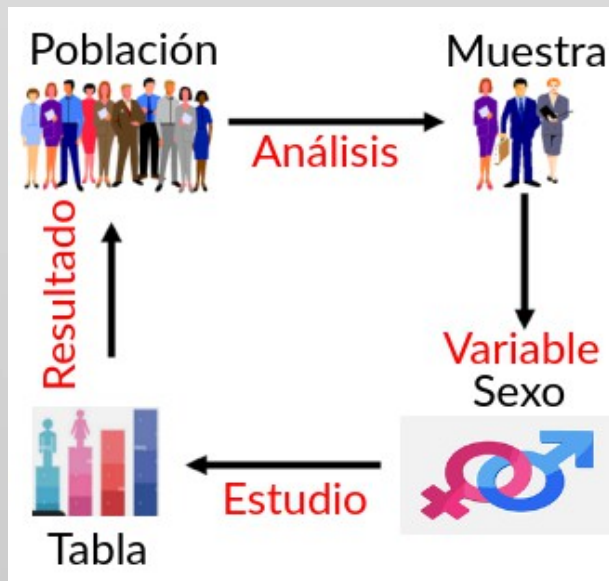 Población
Muestra
Análisis
Resultado
Variable
Sexo
Estudio
Tabla